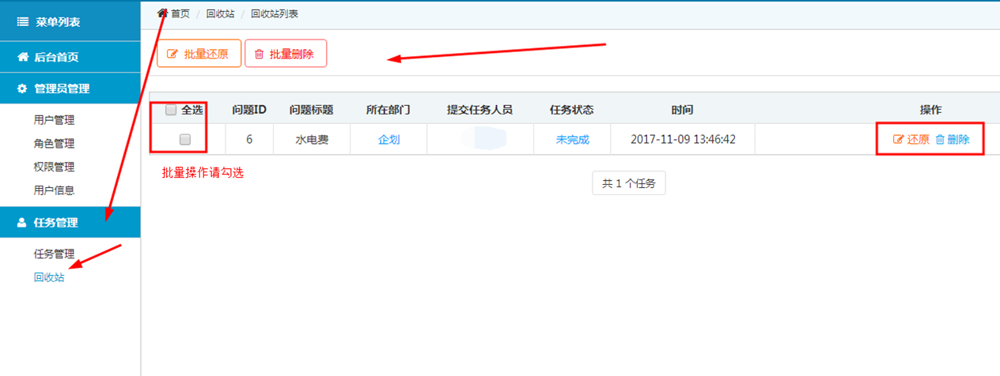 菜单列表
首页 / 回收站 / 回收站列表
后台首页
管理员管理
用户管理
角色管理
权限管理
用户信息
任务管理
任务管理
回收站
批量还原 批量删除
全选 问题ID 问题标题 所在部门 提交任务人员 任务状态 时间 操作
6 水电费 企划 未完成 2017-11-09 13:46:42 还原 删除
批量操作请勾选
共 1 个任务